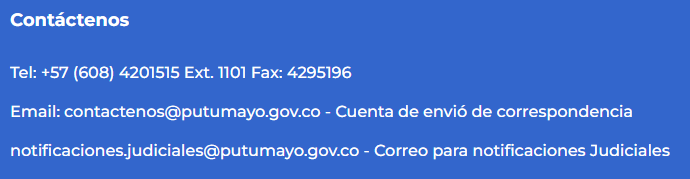 Contáctenos
Tel: +57 (608) 4201515 Ext. 1101 Fax: 4295196
Email: contactenos@putumayo.gov.co - Cuenta de envió de correspondencia
notificaciones.judiciales@putumayo.gov.co - Correo para notificaciones Judiciales